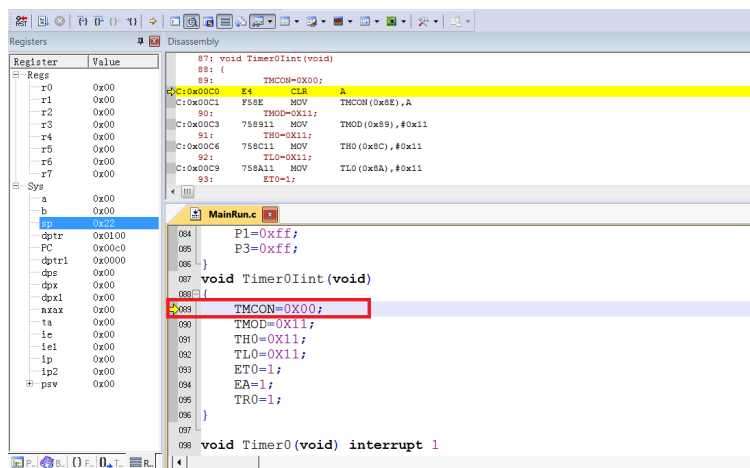 Registers
Disassembly
Register Value
Regs
r0 0x00
r1 0x00
r2 0x00
r3 0x00
r4 0x00
r5 0x00
r6 0x00
r7 0x00
Sys
a 0x00
b 0x00
sp 0x22
dptr 0x0100
PC 0x00c0
dptr1 0x0000
dps 0x00
dpx 0x00
dpx1 0x00
nxax 0x00
ta 0x00
ie 0x00
ie1 0x00
ip 0x00
ip2 0x00
psv 0x00
87: void Timer0Iint(void)
88: {
89: TMCON=0X00;
C:0x00C0 E4 CLR A
C:0x00C1 F58E MOV TMCON(0x8E),A
90: TMOD=0X11;
C:0x00C3 758911 MOV TMOD(0x89),#0x11
91: TH0=0X11;
C:0x00C6 758C11 MOV TH0(0x8C),#0x11
92: TL0=0X11;
C:0x00C9 758A11 MOV TL0(0x8A),#0x11
93: ET0=1;
MainRun.c
084 P1=0xff;
085 P3=0xff;
086 }
087 void Timer0Iint(void)
088 {
089 TMCON=0X00;
090 TMOD=0X11;
091 TH0=0X11;
092 TL0=0X11;
093 ET0=1;
094 EA=1;
095 TR0=1;
096 }
097
098 void Timer0(void) interrupt 1
P... B... {} F... 0 T... R...